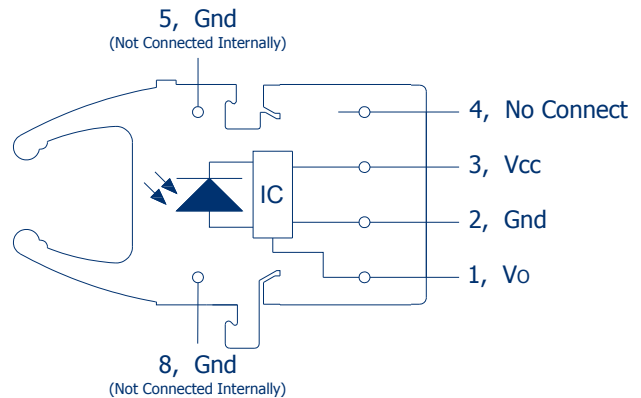 5, Gnd
(Not Connected Internally)
4, No Connect
3, Vcc
IC
2, Gnd
1, Vo
8, Gnd
(Not Connected Internally)